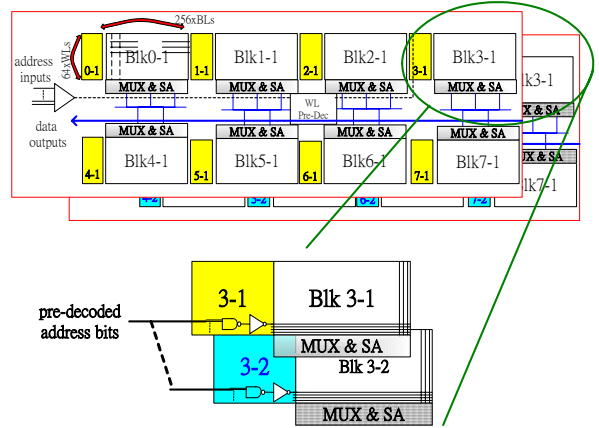 256xBLs
64xWLs
0-1
Blk0-1
1-1
Blk1-1
2-1
Blk2-1
3-1
Blk3-1
lk3-1
address
inputs
MUX & SA
MUX & SA
MUX & SA
MUX & SA
X & SA
WL
Pre-Dec
data
outputs
MUX & SA
MUX & SA
MUX & SA
MUX & SA
X & SA
4-1
Blk4-1
5-1
Blk5-1
6-1
Blk6-1
7-1
Blk7-1
lk7-1
4-2
5-2
6-2
7-2
3-1
Blk 3-1
pre-decoded
address bits
MUX & SA
3-2
Blk 3-2
MUX & SA